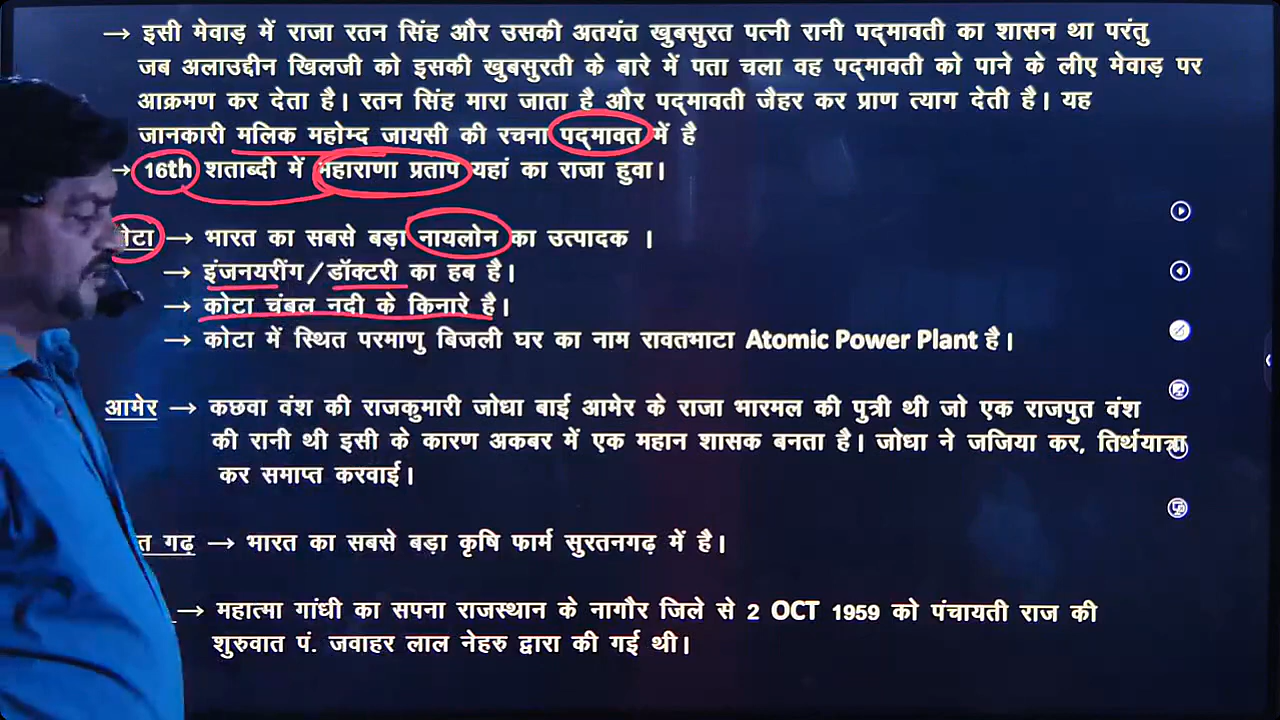 → इसी मेवाड़ में राजा रतन सिंह और उसकी अतयंत खुबसुरत पत्नी रानी पद्मावती का शासन था परंतु
जब अलाउद्दीन खिलजी को इसकी खुबसुरती के बारे में पता चला वह पद्मावती को पाने के लीए मेवाड़ पर
आक्रमण कर देता है। रतन सिंह मारा जाता है और पद्मावती जैहर कर प्राण त्याग देती है। यह
जानकारी मलिक महोम्द जायसी की रचना पद्मावत में है
→ 16th शताब्दी में महाराणा प्रताप यहां का राजा हुवा।
→ भारत का सबसे बड़ा नायलोन का उत्पादक ।
→ इंजनयरींग/डॉक्टरी का हब है।
→ कोटा चंबल नदी के किनारे है।
→ कोटा में स्थित परमाणु बिजली घर का नाम रावतभाटा Atomic Power Plant है।
आमेर → कछवा वंश की राजकुमारी जोधा बाई आमेर के राजा भारमल की पुत्री थी जो एक राजपुत वंश
की रानी थी इसी के कारण अकबर में एक महान शासक बनता है। जोधा ने जजिया कर, तिर्थयात्रा
कर समाप्त करवाई।
गढ़ → भारत का सबसे बड़ा कृषि फार्म सुरतनगढ़ में है।
→ महात्मा गांधी का सपना राजस्थान के नागौर जिले से 2 OCT 1959 को पंचायती राज की
शुरुवात पं. जवाहर लाल नेहरु द्वारा की गई थी।